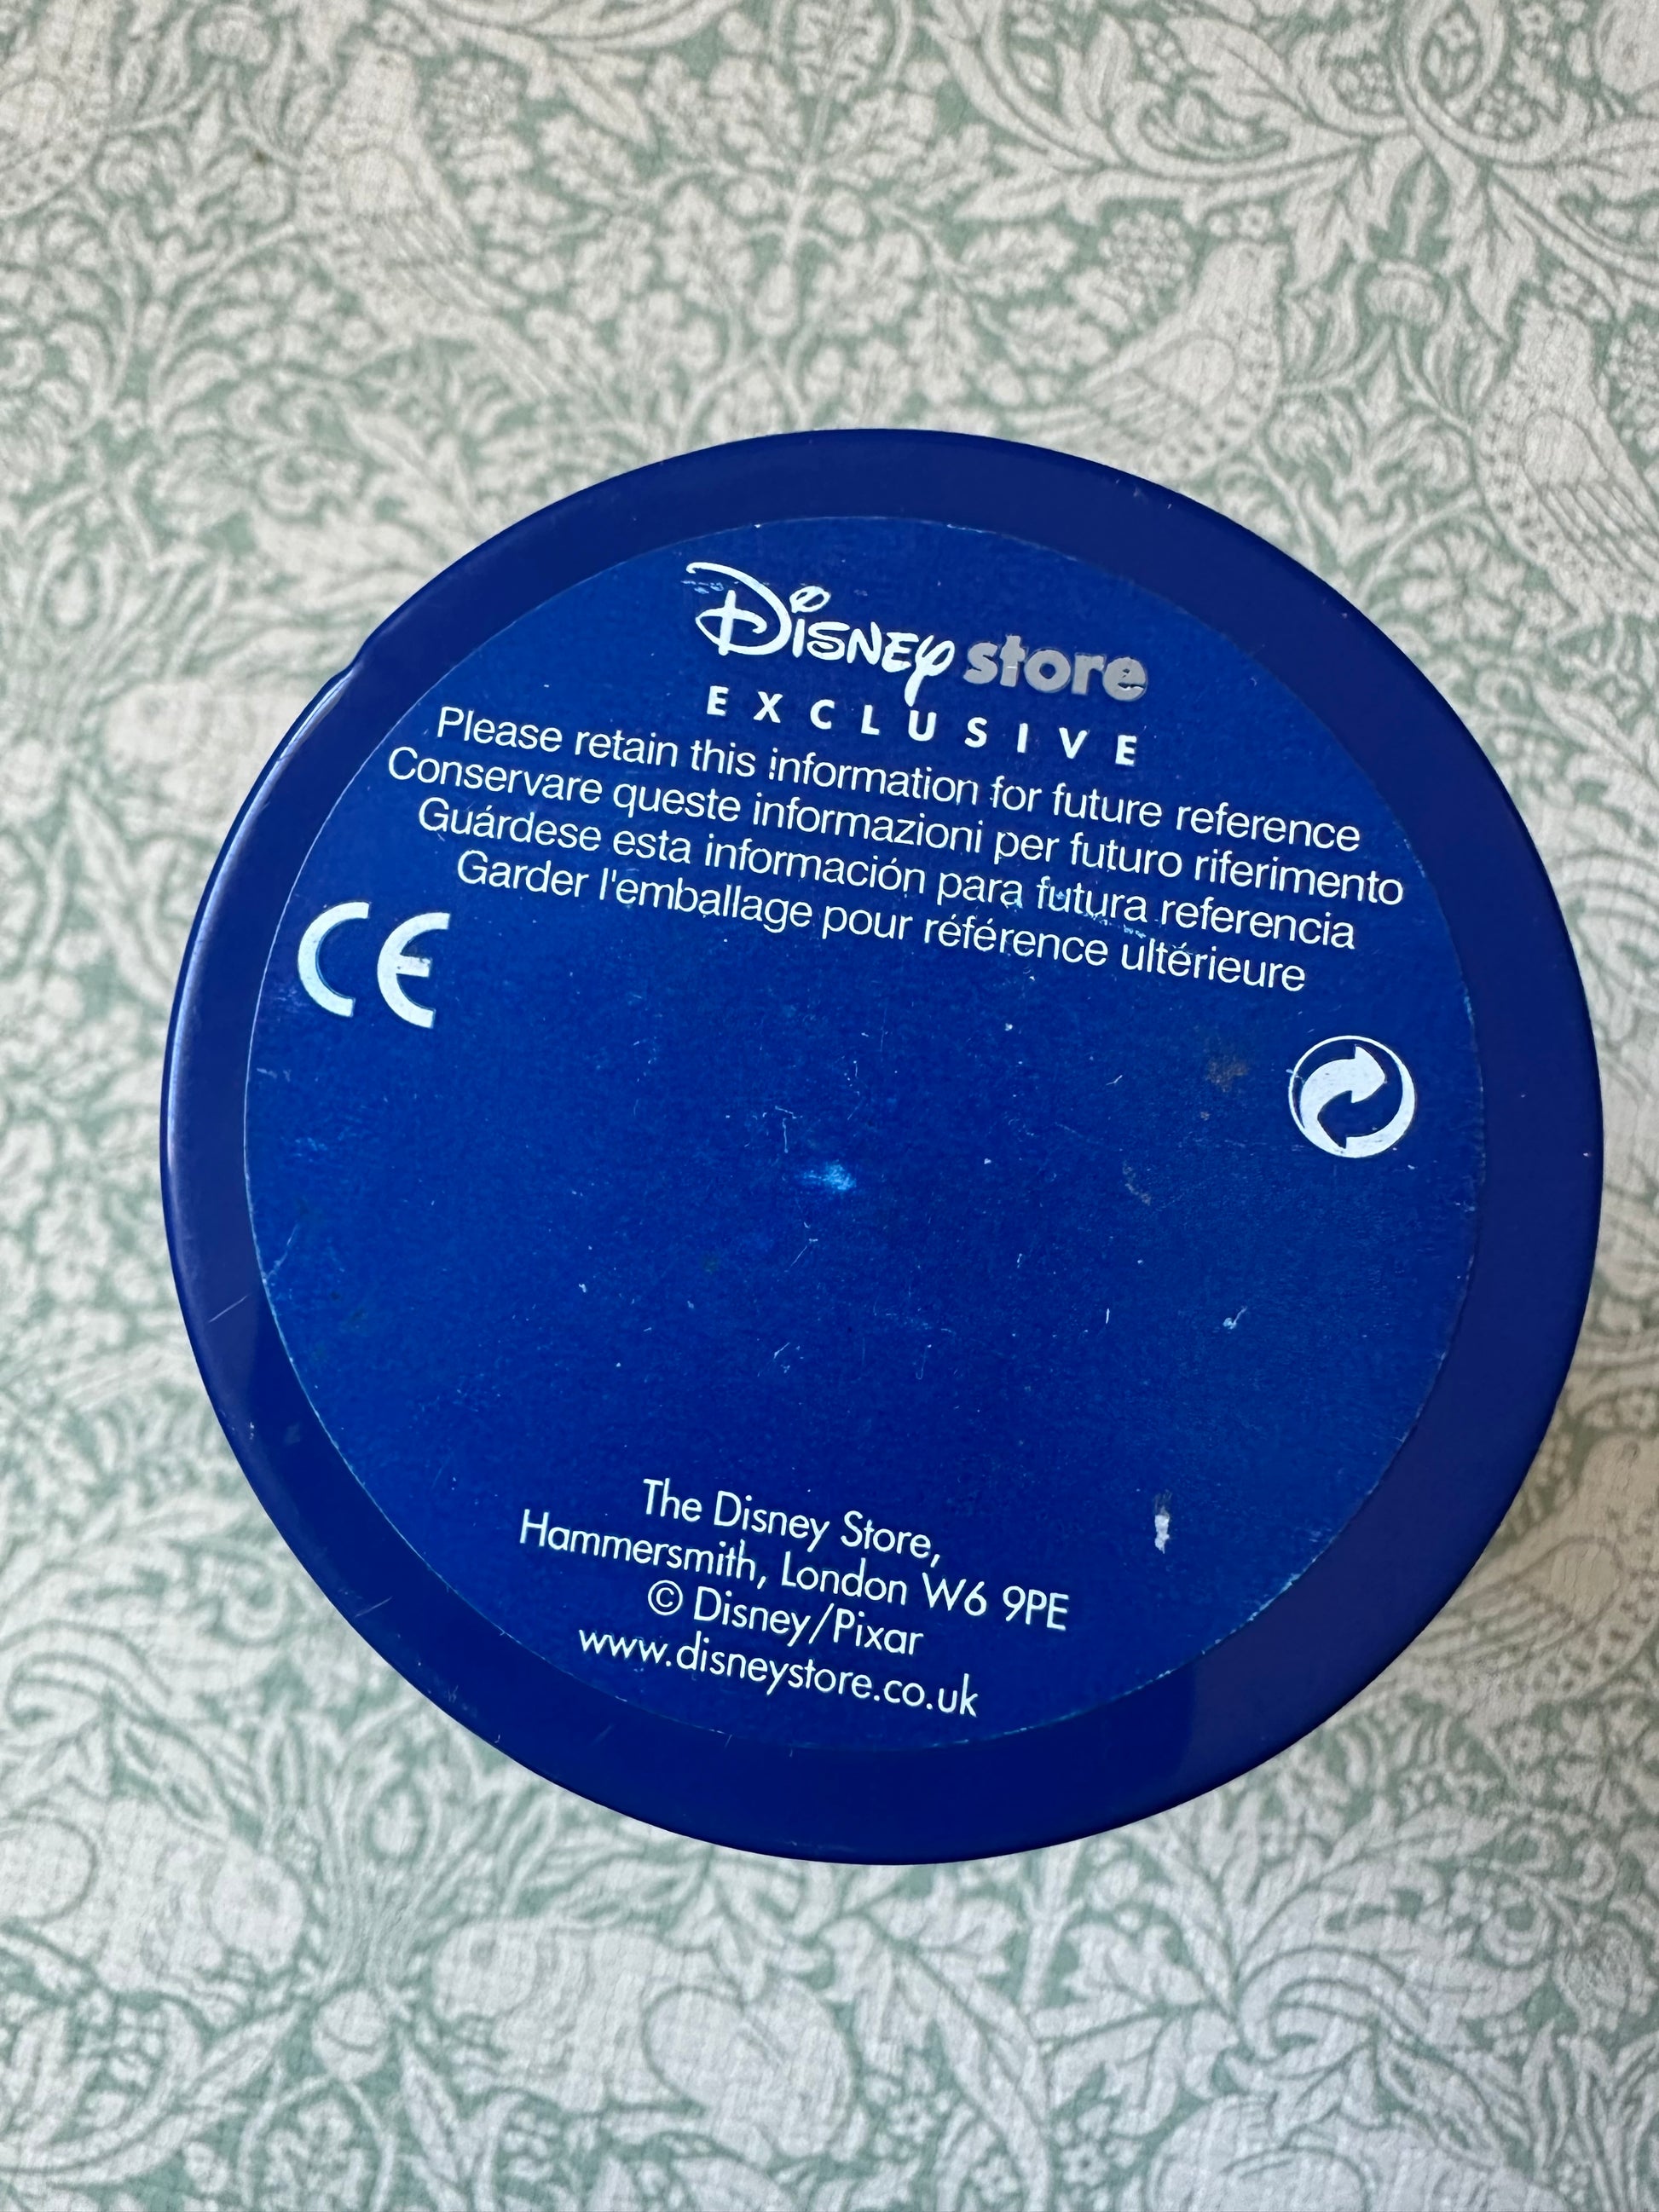 Disney store
EXCLUSIVE
Please retain this information for future reference
Conservare queste informazioni per futuro riferimento
Guárdese esta información para futura referencia
Garder l'emballage pour référence ultérieure
CE
The Disney Store,
Hammersmith, London W6 9PE
© Disney/Pixar
www.disneystore.co.uk